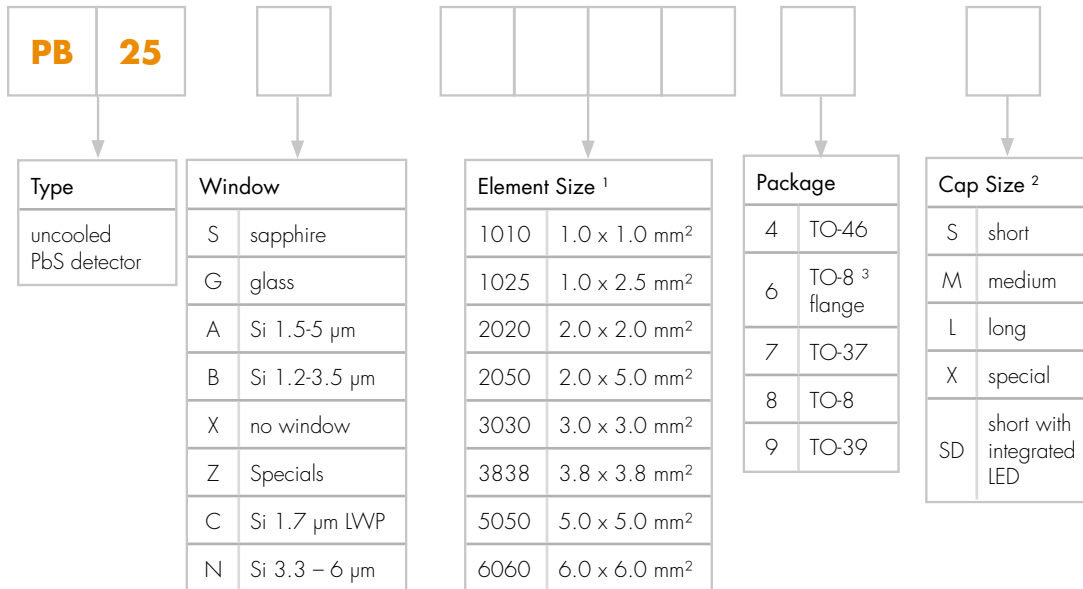 PB 25
Type
uncooled
PbS detector
Window
S sapphire
G glass
A Si 1.5-5 µm
B Si 1.2-3.5 µm
X no window
Z Specials
C Si 1.7 µm LWP
N Si 3.3 – 6 µm
Element Size ¹
1010 1.0 x 1.0 mm²
1025 1.0 x 2.5 mm²
2020 2.0 x 2.0 mm²
2050 2.0 x 5.0 mm²
3030 3.0 x 3.0 mm²
3838 3.8 x 3.8 mm²
5050 5.0 x 5.0 mm²
6060 6.0 x 6.0 mm²
Package
4 TO-46
6 TO-8 ³
flange
7 TO-37
8 TO-8
9 TO-39
Cap Size ²
S short
M medium
L long
X special
SD short with
integrated
LED